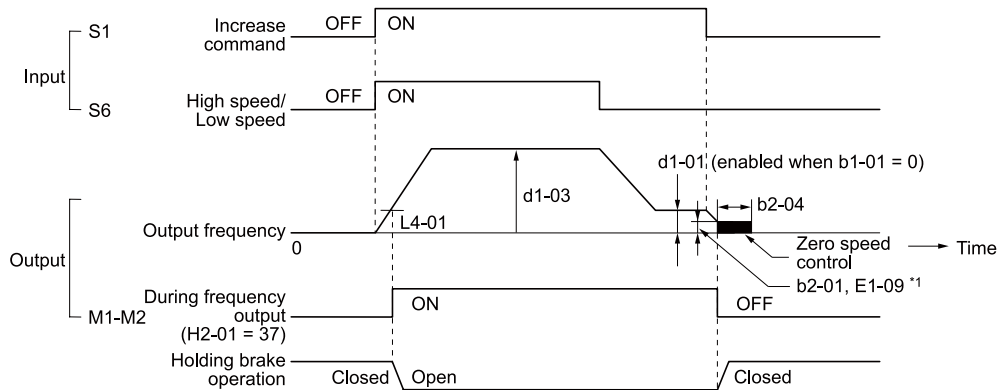 Input
S1
Increase
command
OFF
ON
S6
High speed/
Low speed
OFF
ON
d1-01 (enabled when b1-01 = 0)
d1-03
b2-04
L4-01
Output frequency
0
Zero speed
control
Time
b2-01, E1-09 *1
Output
M1-M2
During frequency
output
(H2-01 = 37)
ON
OFF
Holding brake
operation
Closed
Open
Closed